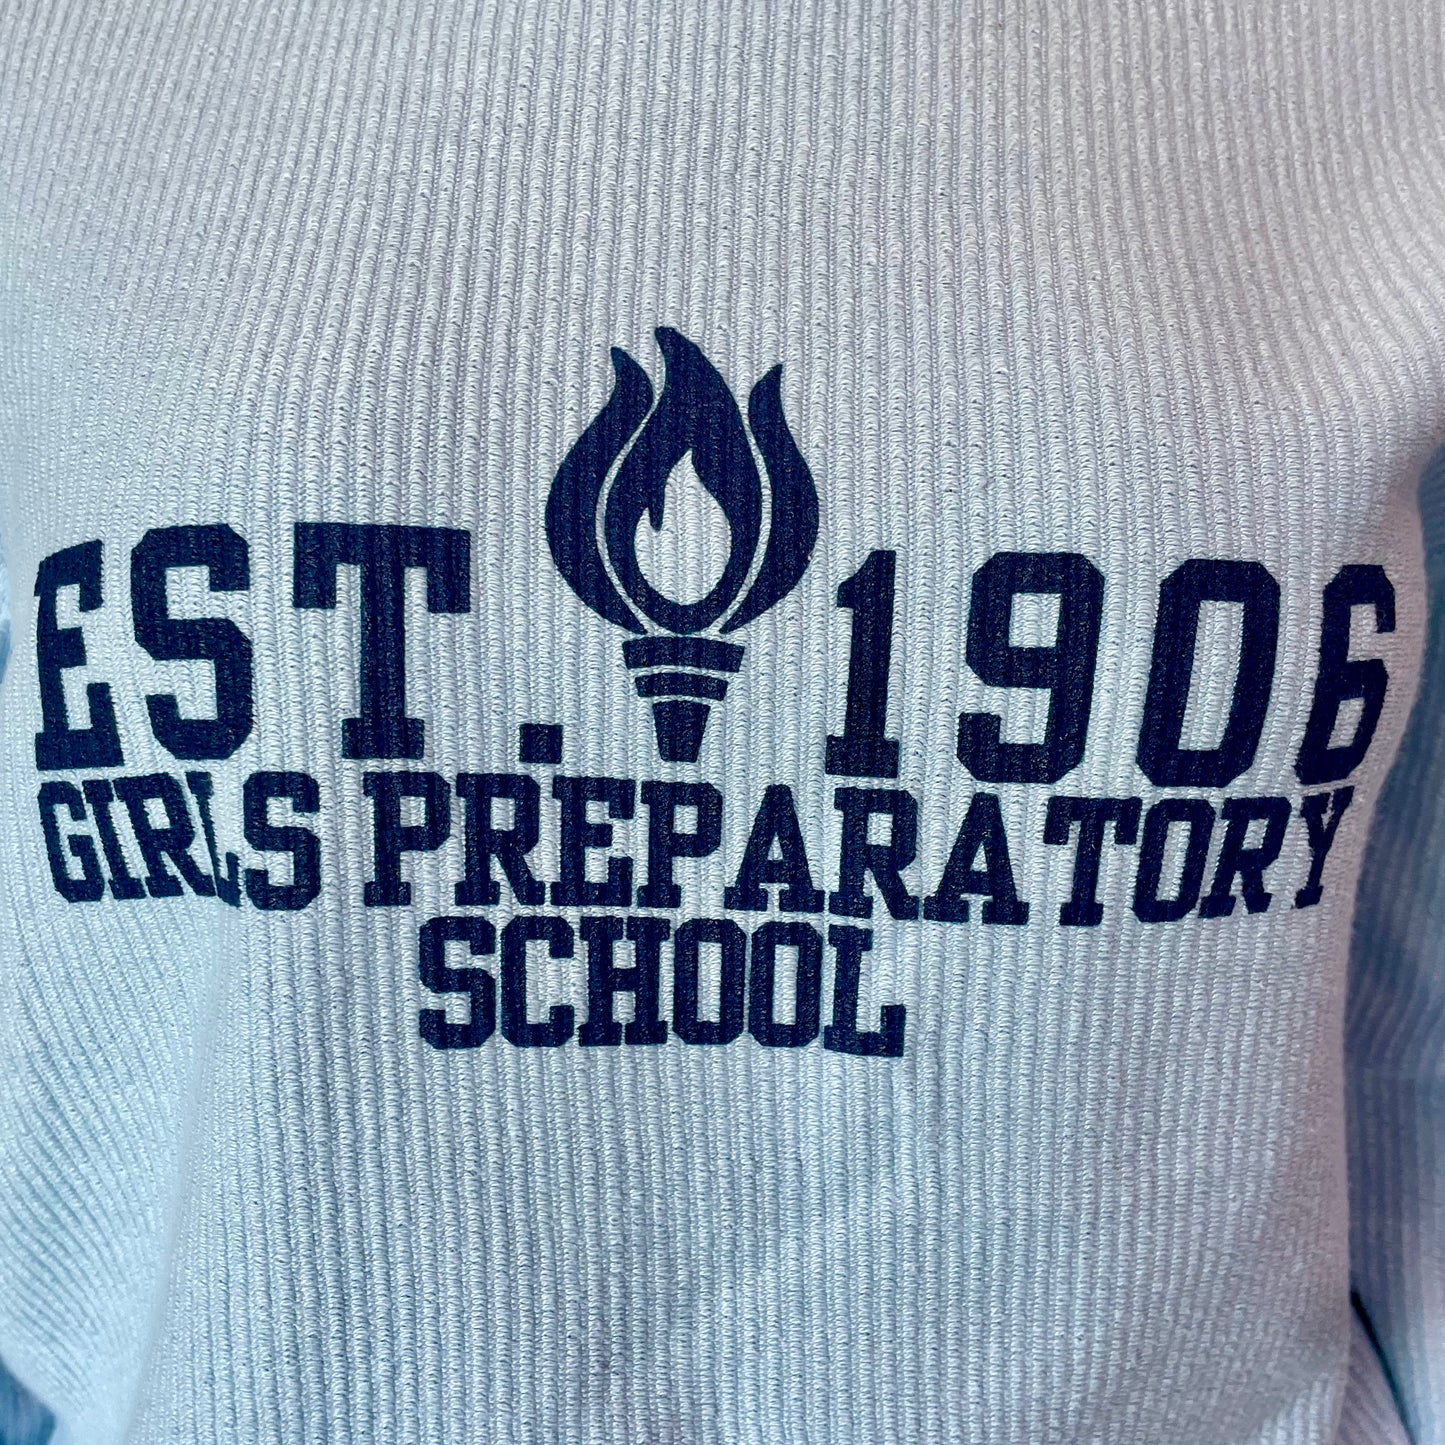 EST. 1906
GIRLS PREPARATORY
SCHOOL